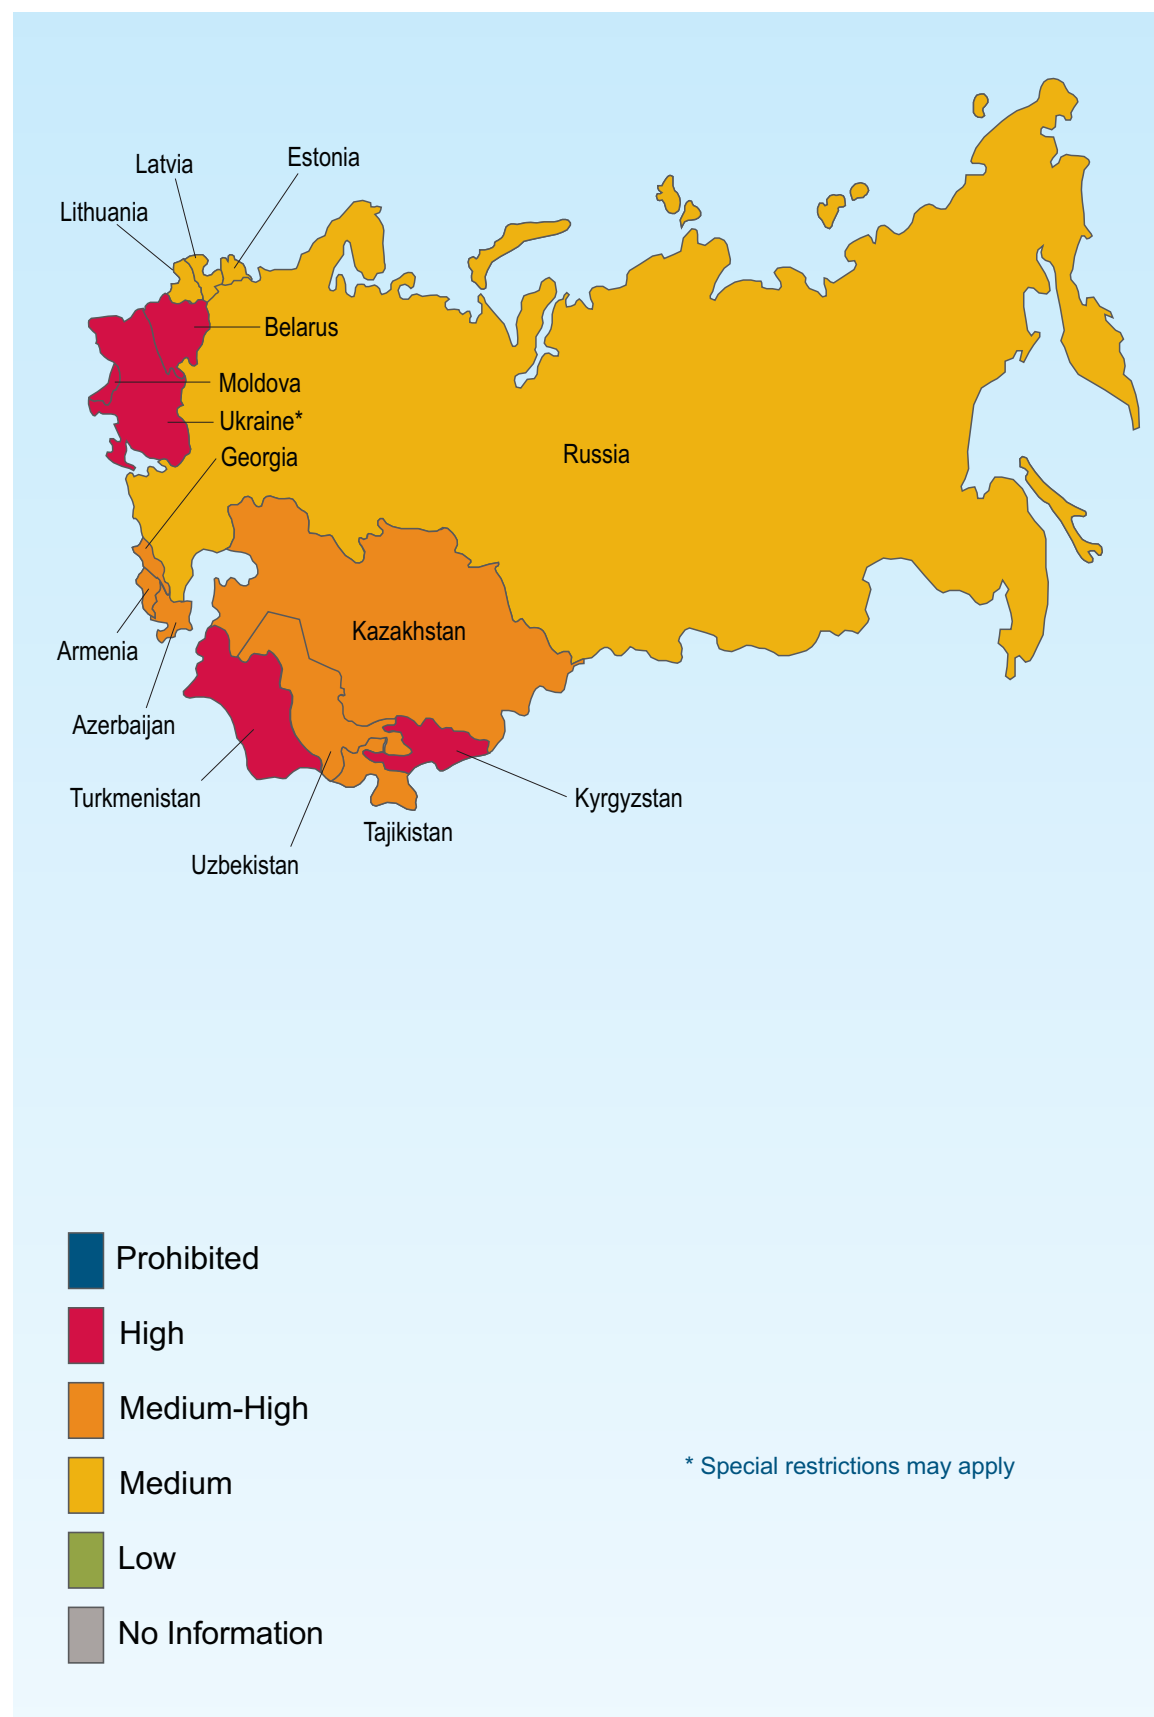 Estonia
Latvia
Lithuania
Belarus
Moldova
Ukraine*
Georgia
Russia
Kazakhstan
Armenia
Azerbaijan
Turkmenistan
Kyrgyzstan
Tajikistan
Uzbekistan
Prohibited
High
Medium-High
Medium
* Special restrictions may apply
Low
No Information